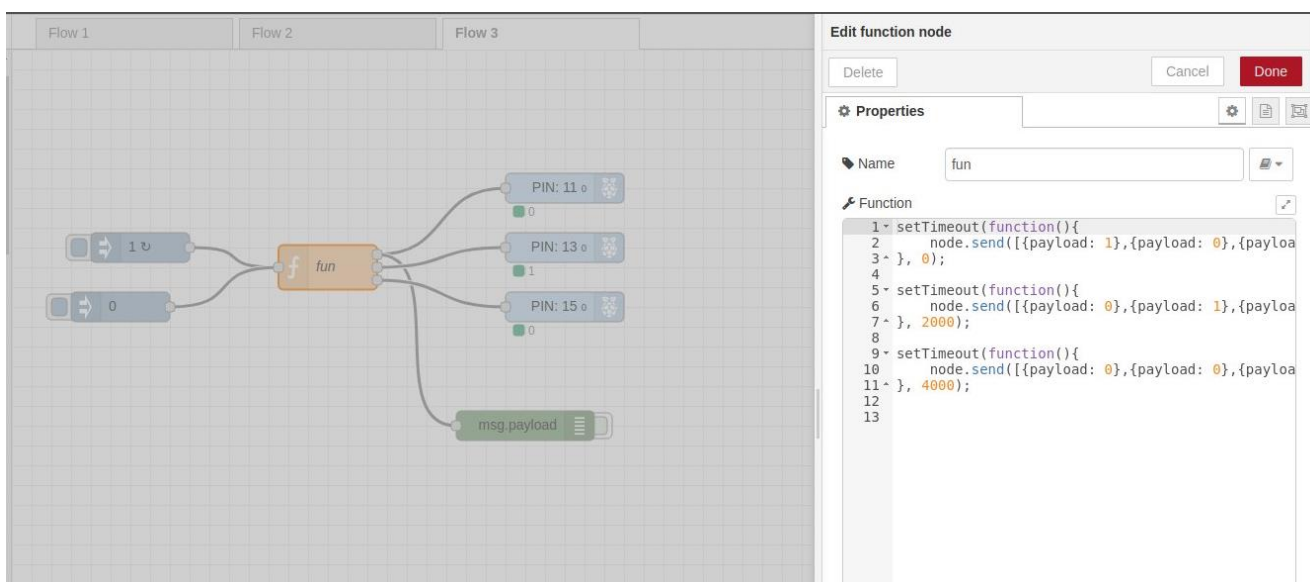 Flow 1
Flow 2
Flow 3
1 ↻
0
fun
PIN: 11
0
PIN: 13
1
PIN: 15
0
msg.payload
Edit function node
Delete
Cancel
Done
Properties
Name
fun
Function
1 setTimeout(function(){
2 node.send([{payload: 1},{payload: 0},{payloa
3 }, 0);
4
5 setTimeout(function(){
6 node.send([{payload: 0},{payload: 1},{payloa
7 }, 2000);
8
9 setTimeout(function(){
10 node.send([{payload: 0},{payload: 0},{payloa
11 }, 4000);
12
13